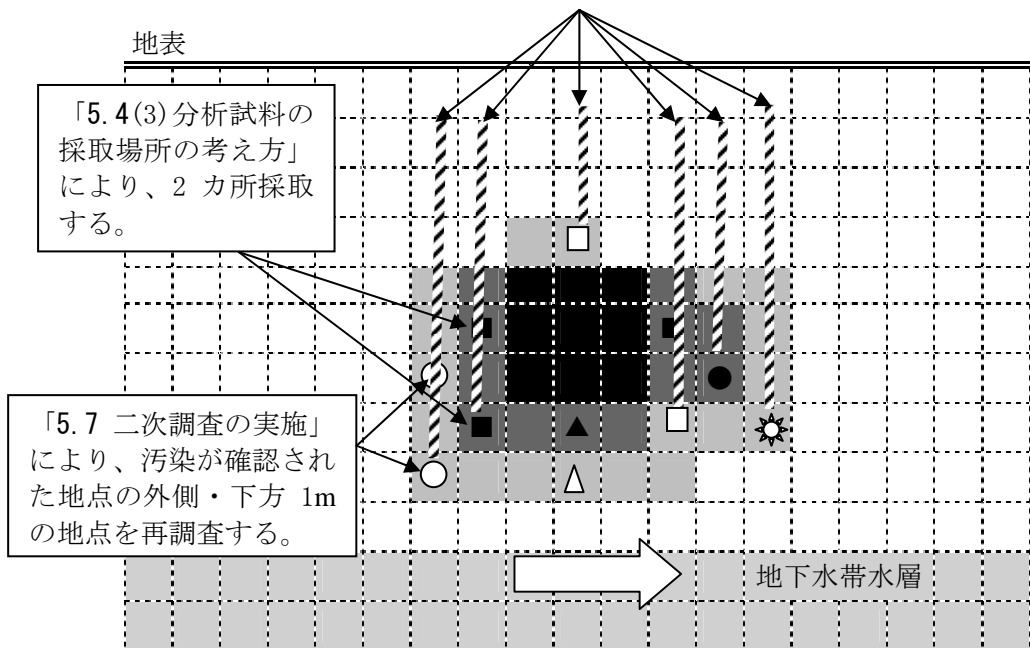 地表
「5.4(3)分析試料の
採取場所の考え方」
により、2 カ所採取
する。
「5.7 二次調査の実施」
により、汚染が確認され
た地点の外側・下方 1m
の地点を再調査する。
地下水帯水層